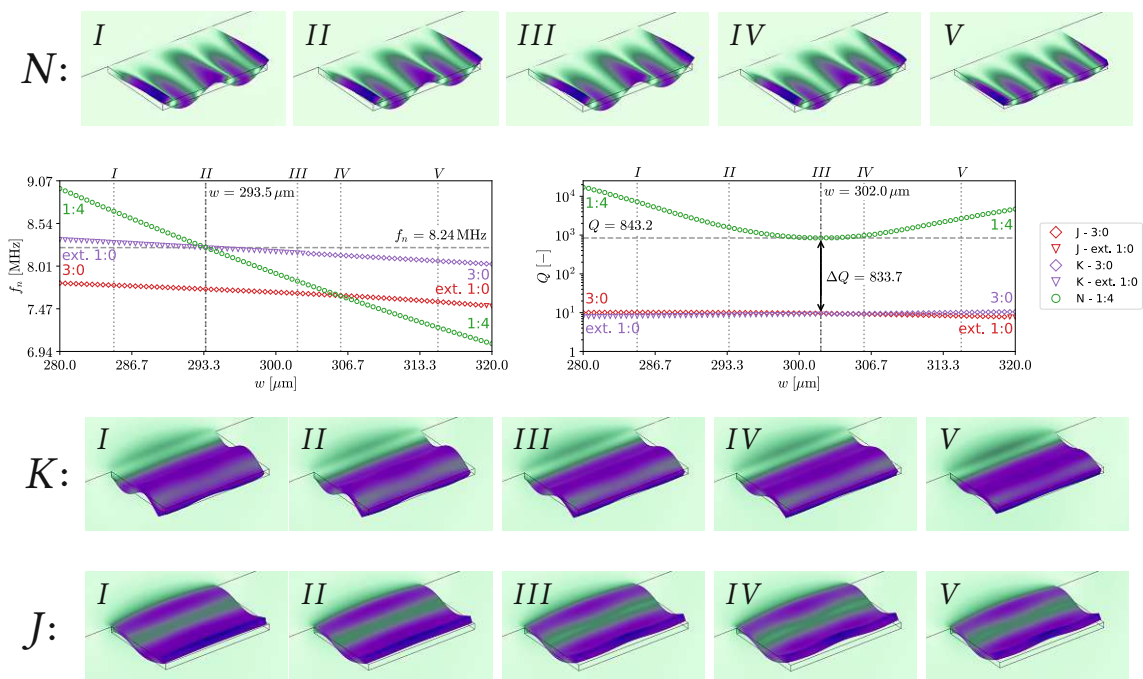 N: I II III IV V
I II III IV V
w = 293.5 μm
9.07
8.54
8.01
7.47
6.94
f_n [MHz]
1:4
ext. 1:0
3:0
f_n = 8.24 MHz
3:0
ext. 1:0
1:4
280.0 286.7 293.3 300.0 306.7 313.3 320.0
w [μm]
I II III IV V
w = 302.0 μm
10^4
10^3
10^2
10^1
1
Q [−]
1:4
Q = 843.2
1:4
ΔQ = 833.7
3:0
ext. 1:0
3:0
ext. 1:0
280.0 286.7 293.3 300.0 306.7 313.3 320.0
w [μm]
J - 3:0
J - ext. 1:0
K - 3:0
K - ext. 1:0
N - 1:4
K: I II III IV V
J: I II III IV V